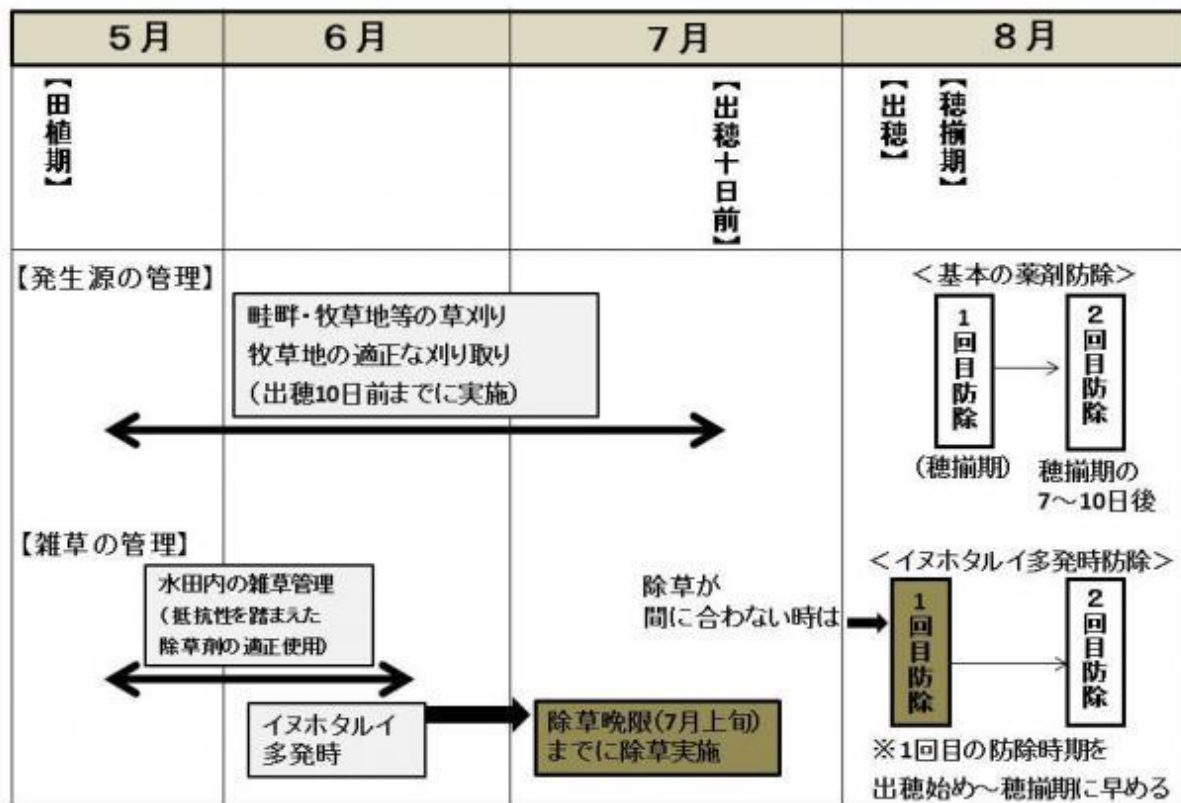 5月 6月 7月 8月
【田植期】
【出穂十日前】
【出穂】
【穂揃期】
【発生源の管理】
畦畔・牧草地等の草刈り
牧草地の適正な刈り取り
(出穂10日前までに実施)
＜基本の薬剤防除＞
1回目防除
2回目防除
(穂揃期)
穂揃期の
7〜10日後
【雑草の管理】
水田内の雑草管理
(抵抗性を踏まえた
除草剤の適正使用)
イヌホタルイ
多発時
除草晩限(7月上旬)
までに除草実施
除草が
間に合わない時は
＜イヌホタルイ多発時防除＞
1回目防除
2回目防除
※1回目の防除時期を
出穂始め〜穂揃期に早める